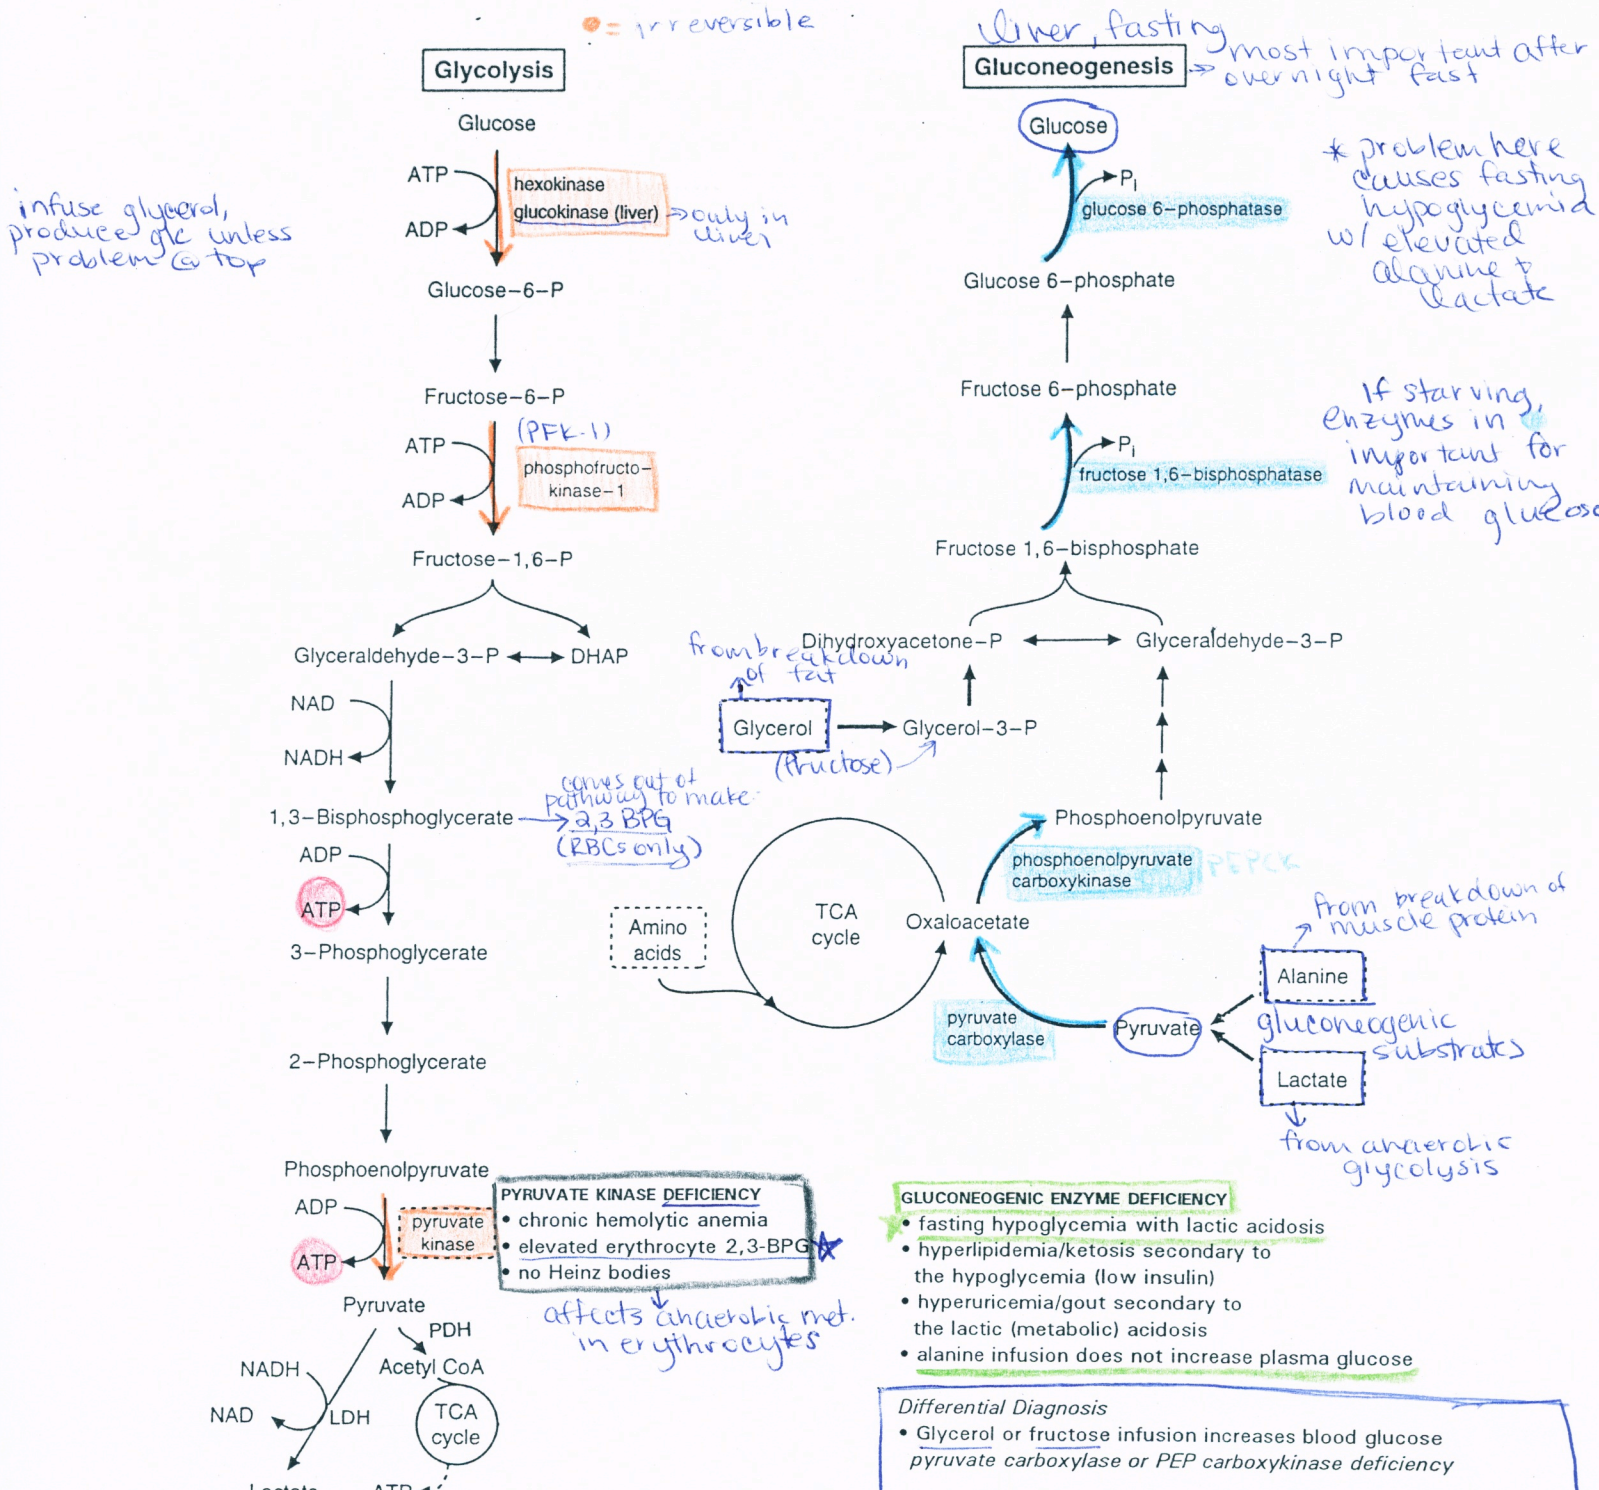 = irreversible
Liver, fasting
Glycolysis
Gluconeogenesis
most important after
overnight fast
Glucose
ATP
hexokinase
glucokinase (liver)
only in
liver
ADP
infuse glycerol,
produce glc unless
problem @ top
Glucose-6-P
Fructose-6-P
(PFK-1)
ATP
phosphofructo-
kinase-1
ADP
Fructose-1,6-P
Glyceraldehyde-3-P
DHAP
NAD
NADH
1,3-Bisphosphoglycerate
comes out of
pathway to make
2,3 BPG
(RBCs only)
ADP
ATP
3-Phosphoglycerate
2-Phosphoglycerate
Phosphoenolpyruvate
ADP
pyruvate
kinase
ATP
PYRUVATE KINASE DEFICIENCY
• chronic hemolytic anemia
• elevated erythrocyte 2,3-BPG
• no Heinz bodies
affects anaerobic met.
in erythrocytes
Pyruvate
PDH
NADH
Acetyl CoA
NAD
LDH
TCA
cycle
Lactate
ATP
Glucose
Pi
glucose 6-phosphatase
* problem here
causes fasting
hypoglycemia
w/ elevated
alanine &
lactate
Glucose 6-phosphate
Fructose 6-phosphate
Pi
fructose 1,6-bisphosphatase
If starving,
enzymes in
important for
maintaining
blood glucose
Fructose 1,6-bisphosphate
Dihydroxyacetone-P
Glyceraldehyde-3-P
from breakdown
of fat
Glycerol
Glycerol-3-P
(fructose)
Phosphoenolpyruvate
phosphoenolpyruvate
carboxykinase
PEPCK
Amino
acids
TCA
cycle
Oxaloacetate
from breakdown of
muscle protein
Alanine
pyruvate
carboxylase
Pyruvate
gluconeogenic
substrates
Lactate
from anaerobic
glycolysis
GLUCONEOGENIC ENZYME DEFICIENCY
• fasting hypoglycemia with lactic acidosis
• hyperlipidemia/ketosis secondary to
the hypoglycemia (low insulin)
• hyperuricemia/gout secondary to
the lactic (metabolic) acidosis
• alanine infusion does not increase plasma glucose
Differential Diagnosis
• Glycerol or fructose infusion increases blood glucose
pyruvate carboxylase or PEP carboxykinase deficiency